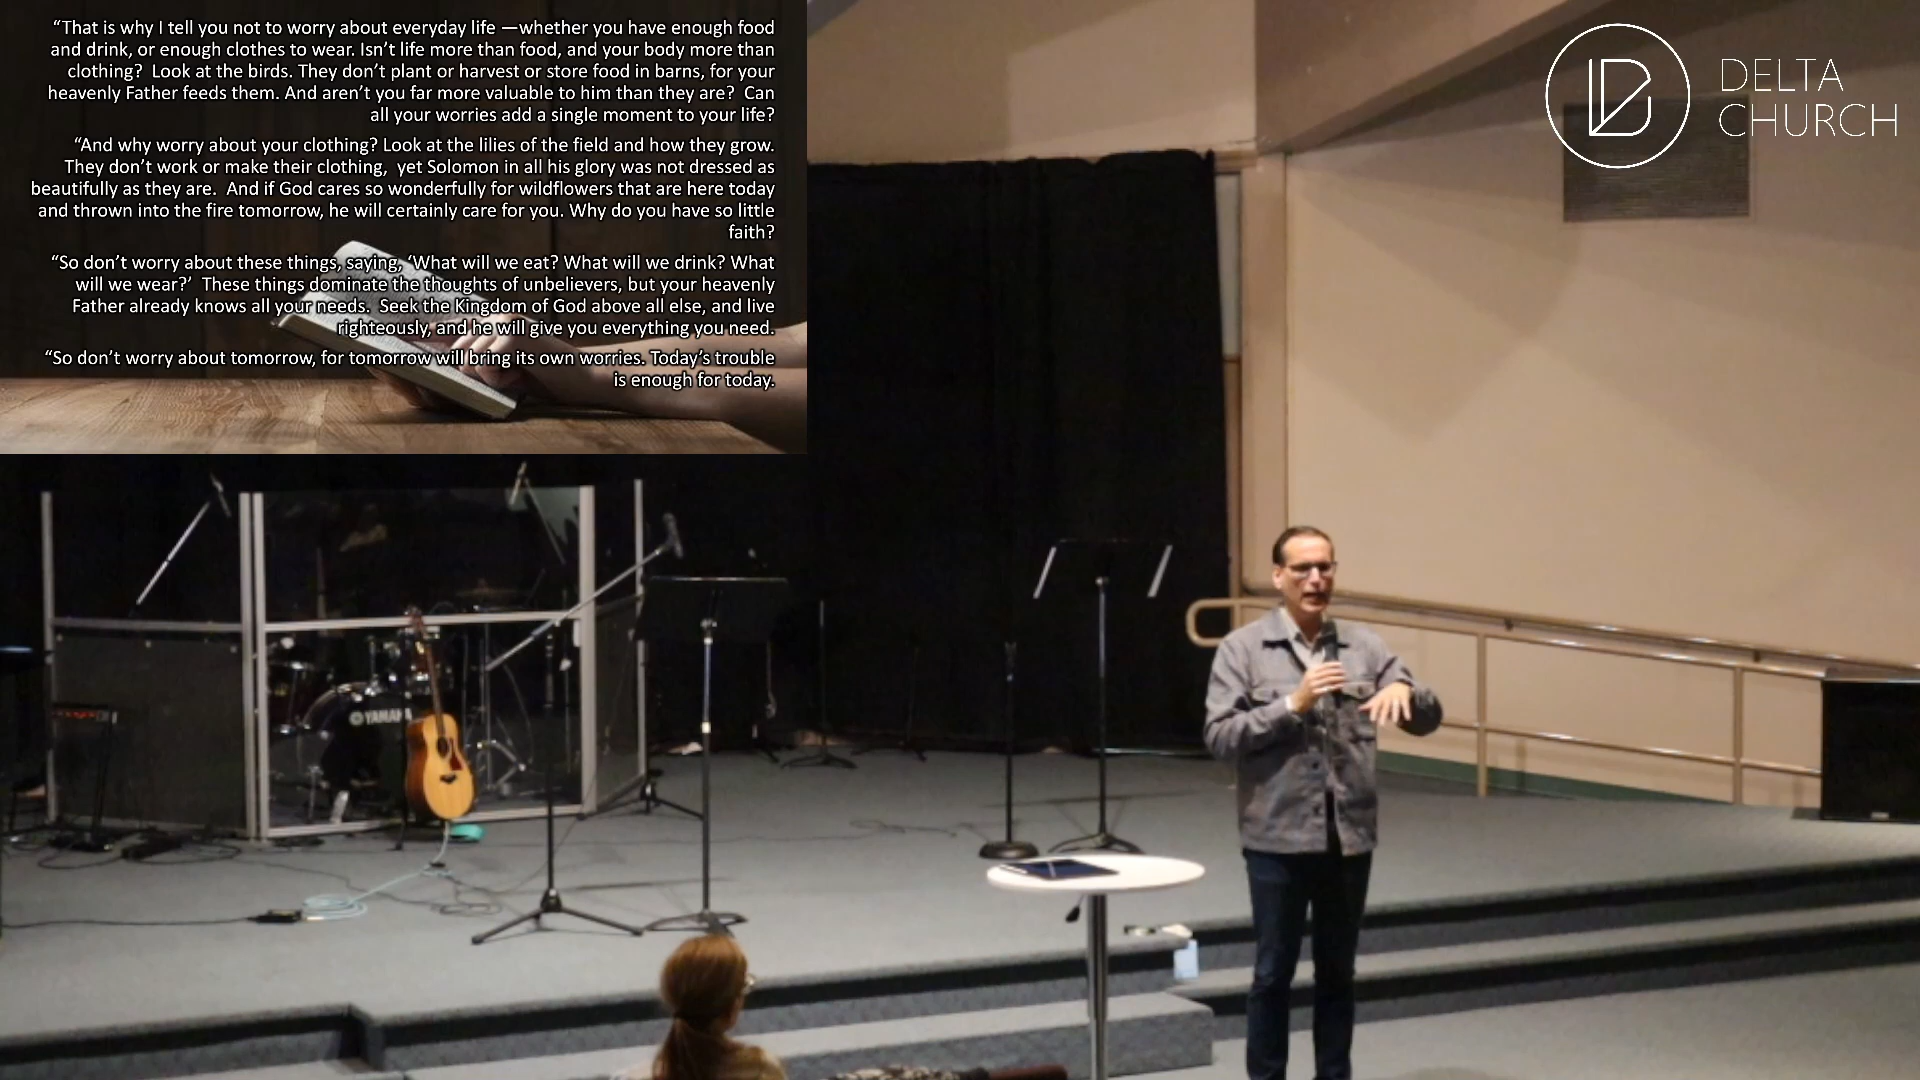 “That is why I tell you not to worry about everyday life —whether you have enough food
and drink, or enough clothes to wear. Isn’t life more than food, and your body more than
clothing?  Look at the birds. They don’t plant or harvest or store food in barns, for your
heavenly Father feeds them. And aren’t you far more valuable to him than they are?  Can
all your worries add a single moment to your life?
“And why worry about your clothing? Look at the lilies of the field and how they grow.
They don’t work or make their clothing,  yet Solomon in all his glory was not dressed as
beautifully as they are.  And if God cares so wonderfully for wildflowers that are here today
and thrown into the fire tomorrow, he will certainly care for you. Why do you have so little
faith?
“So don’t worry about these things, saying, ‘What will we eat? What will we drink? What
will we wear?’  These things dominate the thoughts of unbelievers, but your heavenly
Father already knows all your needs.  Seek the Kingdom of God above all else, and live
righteously, and he will give you everything you need.
“So don’t worry about tomorrow, for tomorrow will bring its own worries. Today’s trouble
is enough for today.
DELTA
CHURCH
YAMAHA